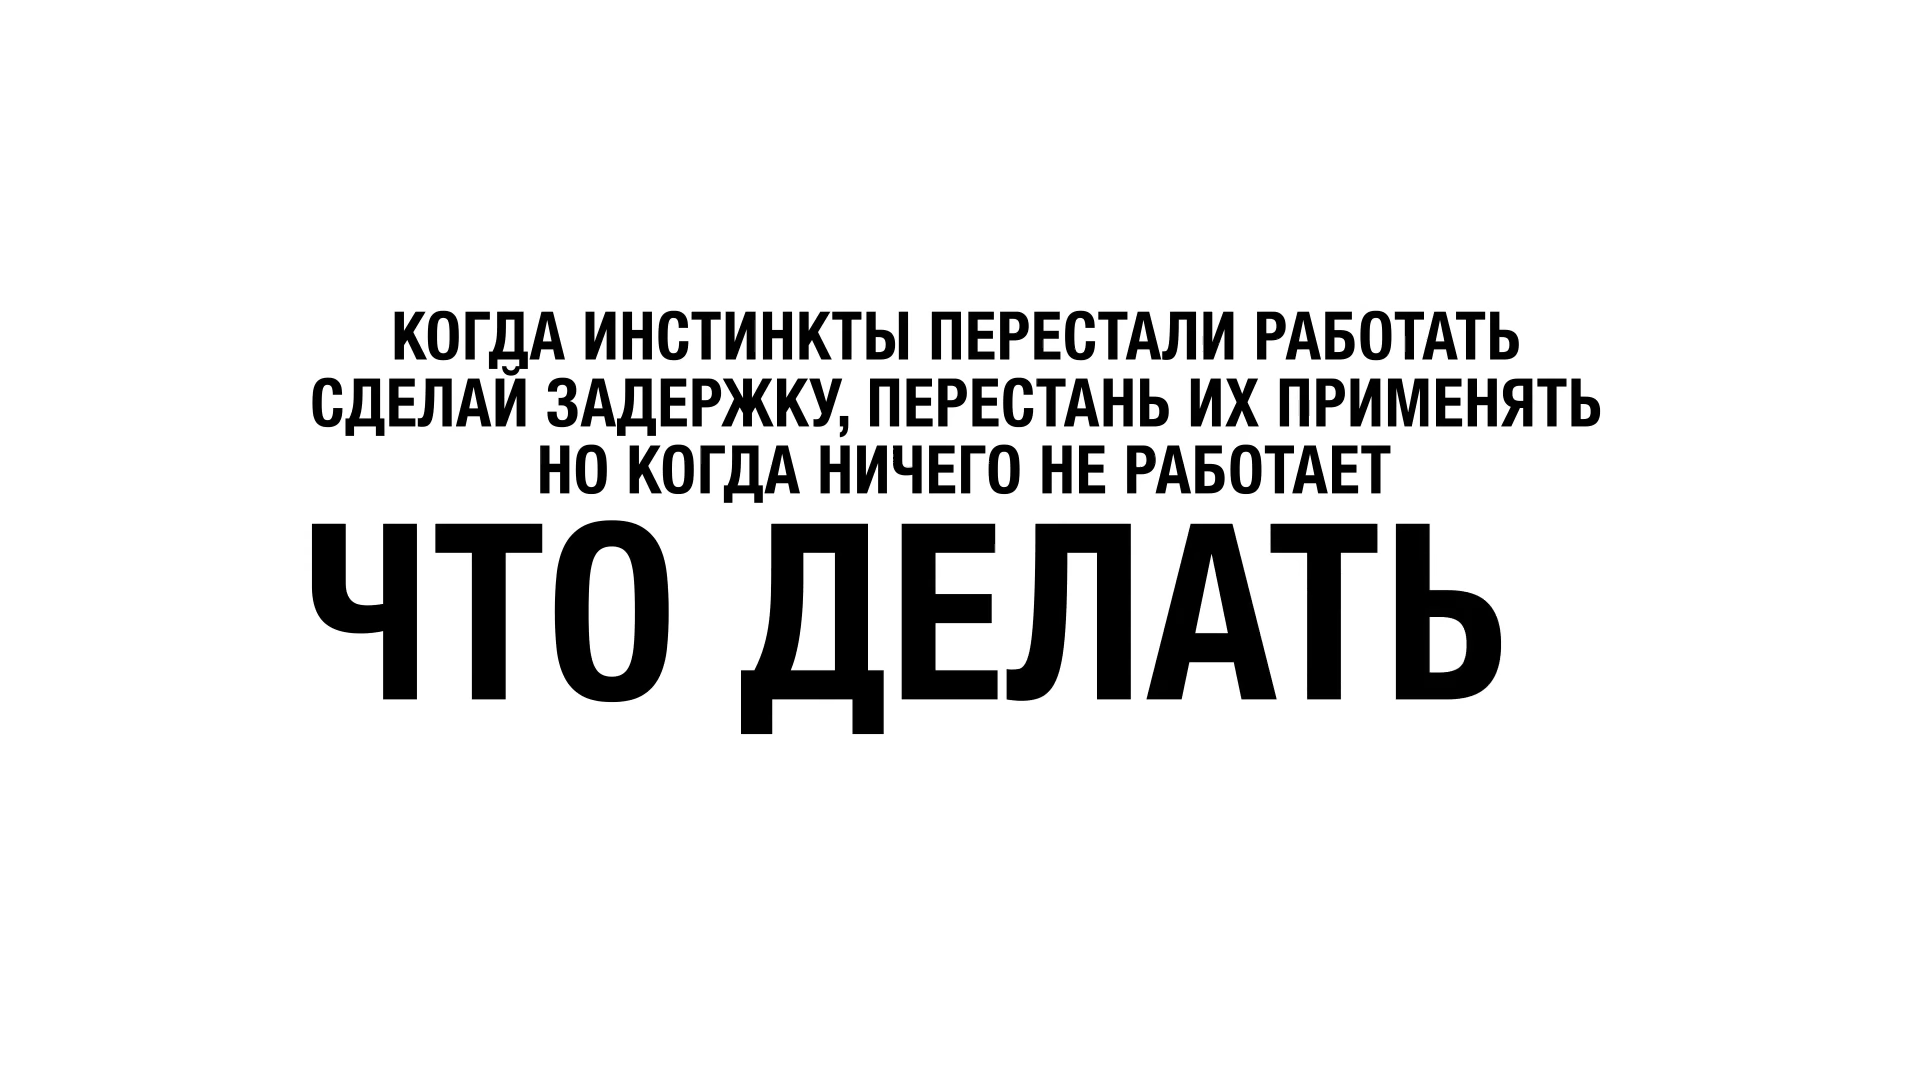 КОГДА ИНСТИНКТЫ ПЕРЕСТАЛИ РАБОТАТЬ
СДЕЛАЙ ЗАДЕРЖКУ, ПЕРЕСТАНЬ ИХ ПРИМЕНЯТЬ
НО КОГДА НИЧЕГО НЕ РАБОТАЕТ
ЧТО ДЕЛАТЬ